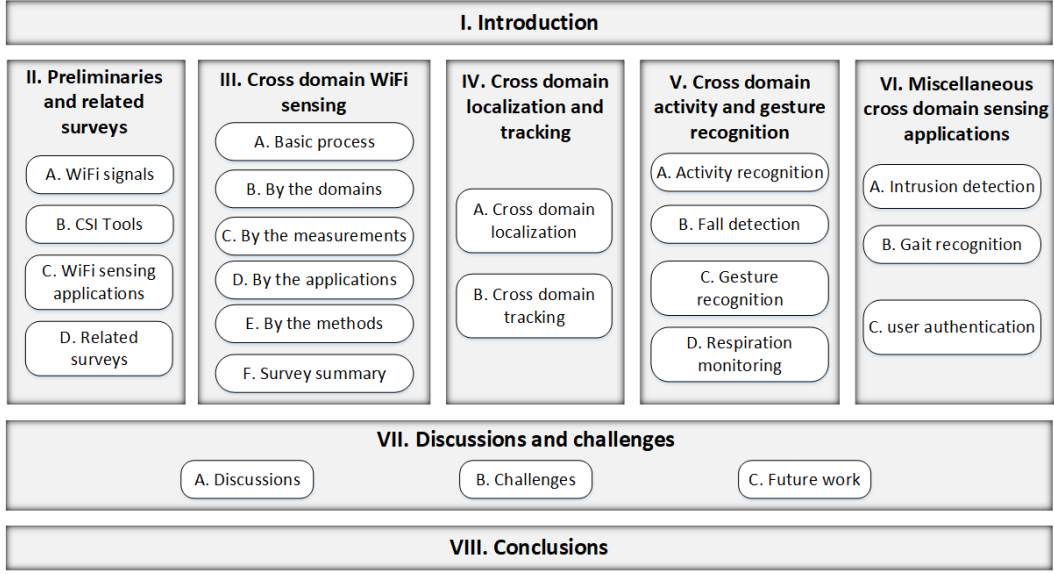 I. Introduction
II. Preliminaries
and related
surveys
A. WiFi signals
B. CSI Tools
C. WiFi sensing
applications
D. Related
surveys
III. Cross domain WiFi
sensing
A. Basic process
B. By the domains
C. By the measurements
D. By the applications
E. By the methods
F. Survey summary
IV. Cross domain
localization and
tracking
A. Cross domain
localization
B. Cross domain
tracking
V. Cross domain
activity and gesture
recognition
A. Activity recognition
B. Fall detection
C. Gesture
recognition
D. Respiration
monitoring
VI. Miscellaneous
cross domain sensing
applications
A. Intrusion detection
B. Gait recognition
C. user authentication
VII. Discussions and challenges
A. Discussions
B. Challenges
C. Future work
VIII. Conclusions